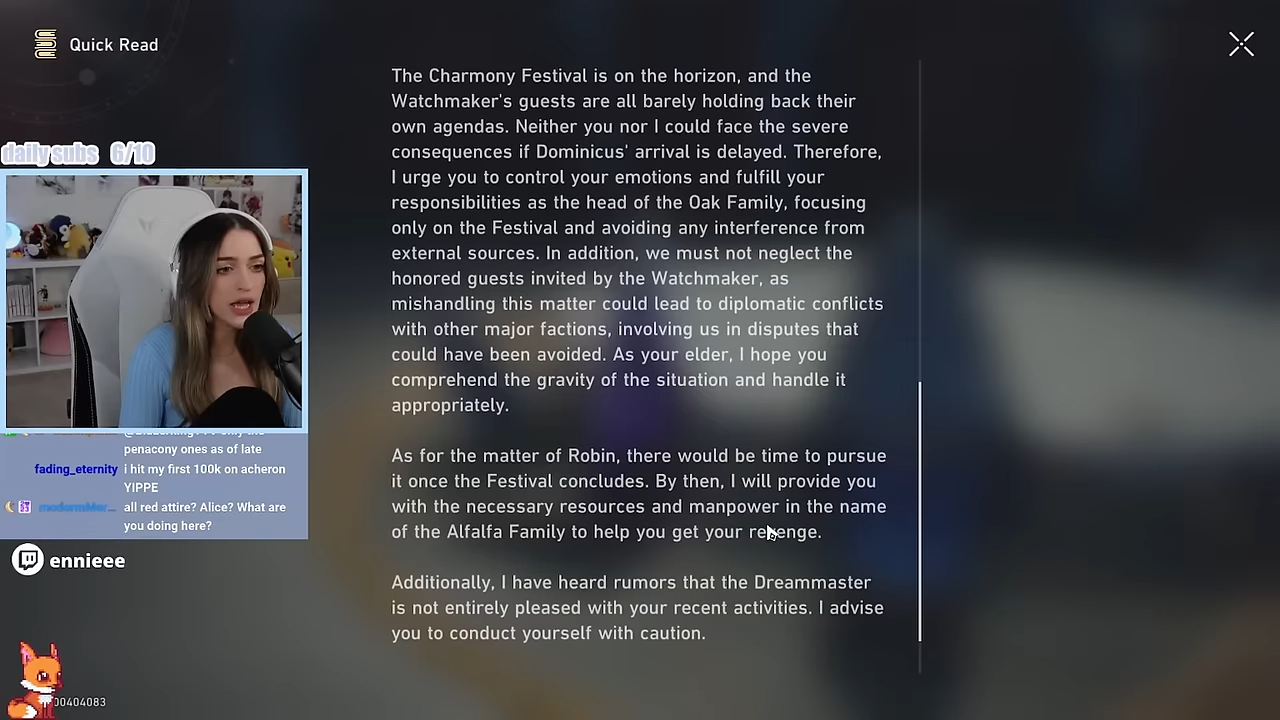 Quick Read
The Charmony Festival is on the horizon, and the
Watchmaker's guests are all barely holding back their
own agendas. Neither you nor I could face the severe
consequences if Dominicus' arrival is delayed. Therefore,
I urge you to control your emotions and fulfill your
responsibilities as the head of the Oak Family, focusing
only on the Festival and avoiding any interference from
external sources. In addition, we must not neglect the
honored guests invited by the Watchmaker, as
mishandling this matter could lead to diplomatic conflicts
with other major factions, involving us in disputes that
could have been avoided. As your elder, I hope you
comprehend the gravity of the situation and handle it
appropriately.
As for the matter of Robin, there would be time to pursue
it once the Festival concludes. By then, I will provide you
with the necessary resources and manpower in the name
of the Alfalfa Family to help you get your revenge.
Additionally, I have heard rumors that the Dreammaster
is not entirely pleased with your recent activities. I advise
you to conduct yourself with caution.
daily subs 6/10
penacony ones as of late
fading_eternity i hit my first 100k on acheron
YIPPE
all red attire? Alice? What are
you doing here?
ennieee
00404083